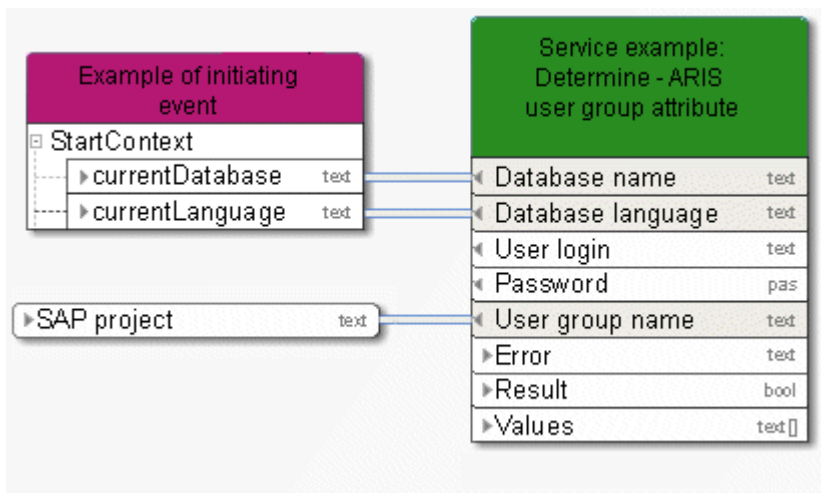 Example of initiating
event
StartContext
currentDatabase text
currentLanguage text
SAP project text
Service example:
Determine - ARIS
user group attribute
Database name text
Database language text
User login text
Password pas
User group name text
Error text
Result bool
Values text[]